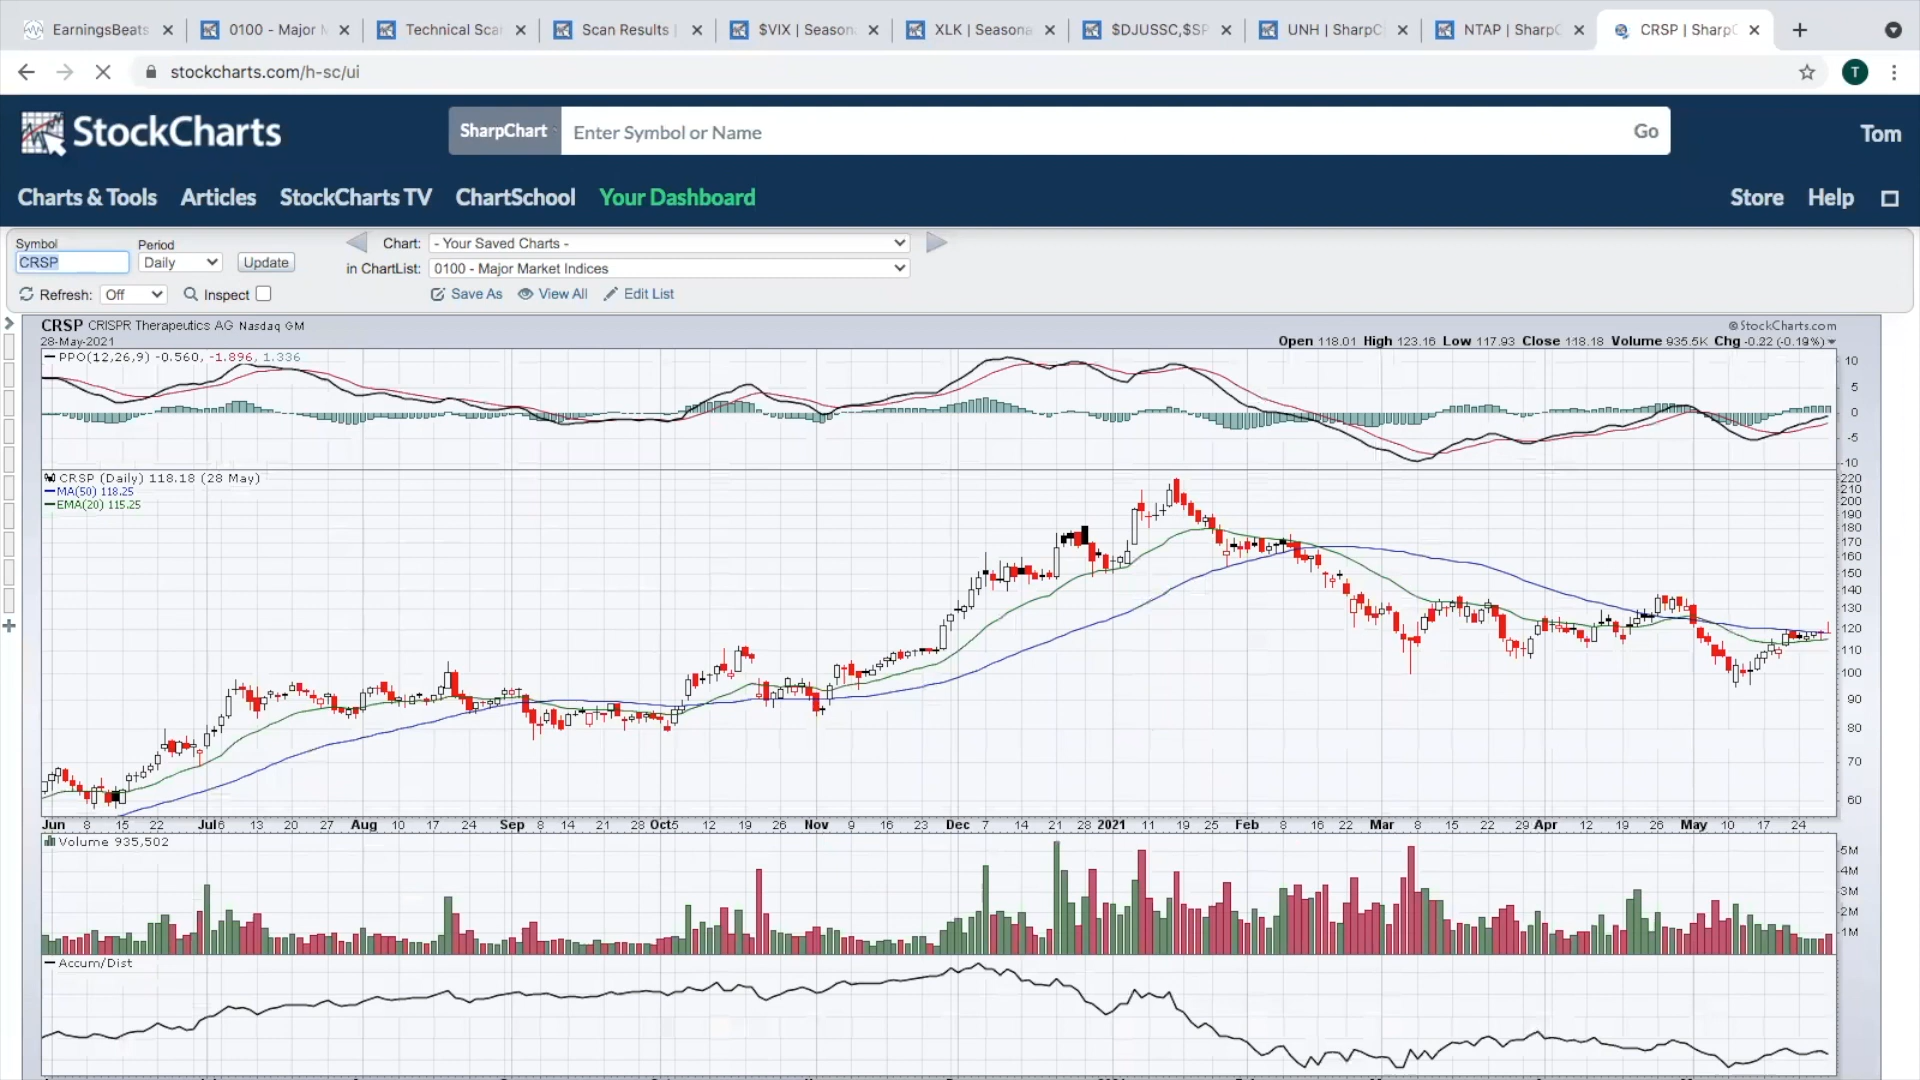 EarningsBeats
0100 - Major M
Technical Scan
Scan Results |
$VIX | Season
XLK | Seasona
$DJUSSC,$SP
UNH | SharpC
NTAP | SharpC
CRSP | SharpC
stockcharts.com/h-sc/ui
T
StockCharts
SharpChart
Enter Symbol or Name
Go
Tom
Charts & Tools
Articles
StockCharts TV
ChartSchool
Your Dashboard
Store
Help
Symbol
Period
Chart:
- Your Saved Charts -
CRSP
Daily
Update
in ChartList:
0100 - Major Market Indices
Refresh:
Off
Inspect
Save As
View All
Edit List
CRSP CRISPR Therapeutics AG Nasdaq GM
© StockCharts.com
28-May-2021
Open 118.01 High 123.16 Low 117.93 Close 118.18 Volume 935.5K Chg -0.22 (-0.19%)
PPO(12,26,9) -0.560, -1.896, 1.336
10
5
0
-5
-10
CRSP (Daily) 118.18 (28 May)
MA(50) 118.25
EMA(20) 115.25
220
210
200
190
180
170
160
150
140
130
120
110
100
90
80
70
60
Jun 8 15 22 Jul6 13 20 27 Aug 10 17 24 Sep 8 14 21 28 Oct5 12 19 26 Nov 9 16 23 Dec 7 14 21 28 2021 11 19 25 Feb 8 16 22 Mar 8 15 22 29 Apr 12 19 26 May 10 17 24
Volume 935,502
5M
4M
3M
2M
1M
Accum/Dist